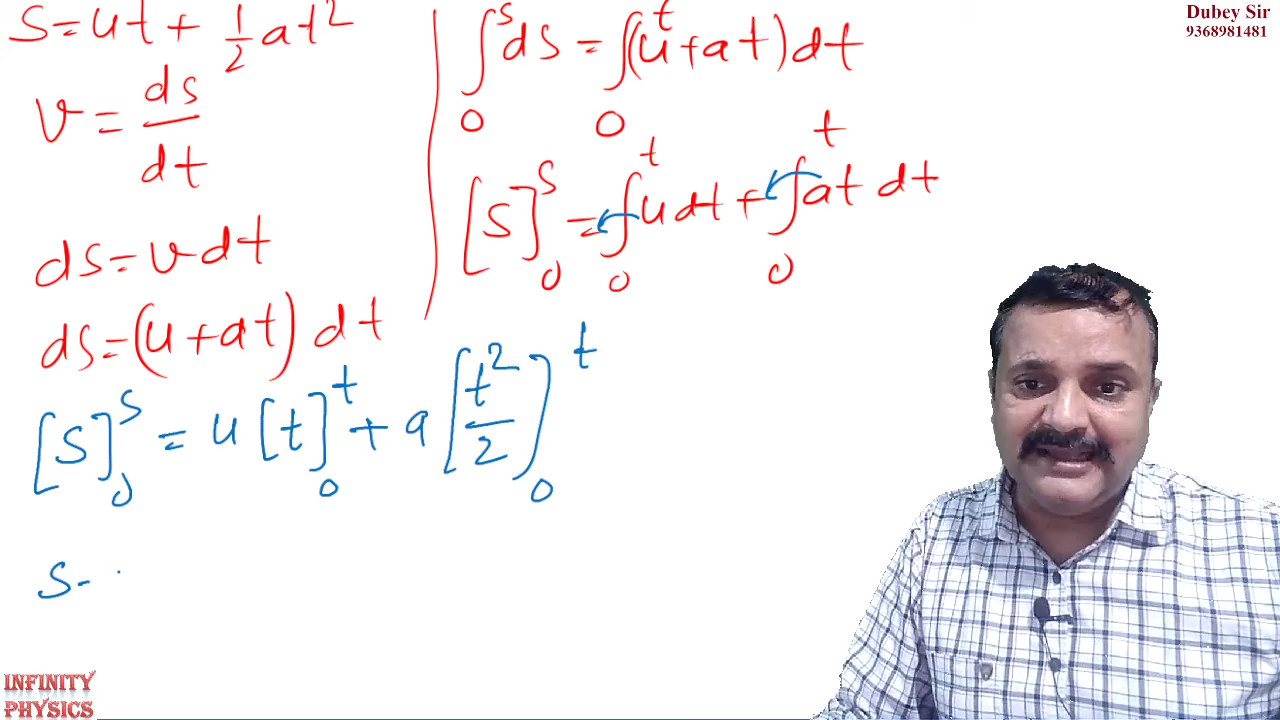 S = ut + 1/2 at²
v = ds/dt
ds = v dt
ds = (u + at) dt
∫₀ˢ ds = ∫₀ᵗ (u + at) dt
[S]₀ˢ = ∫₀ᵗ u dt + ∫₀ᵗ at dt
[S]₀ˢ = u [t]₀ᵗ + a [t²/2]₀ᵗ
S-
Dubey Sir
9368981481
INFINITY
PHYSICS